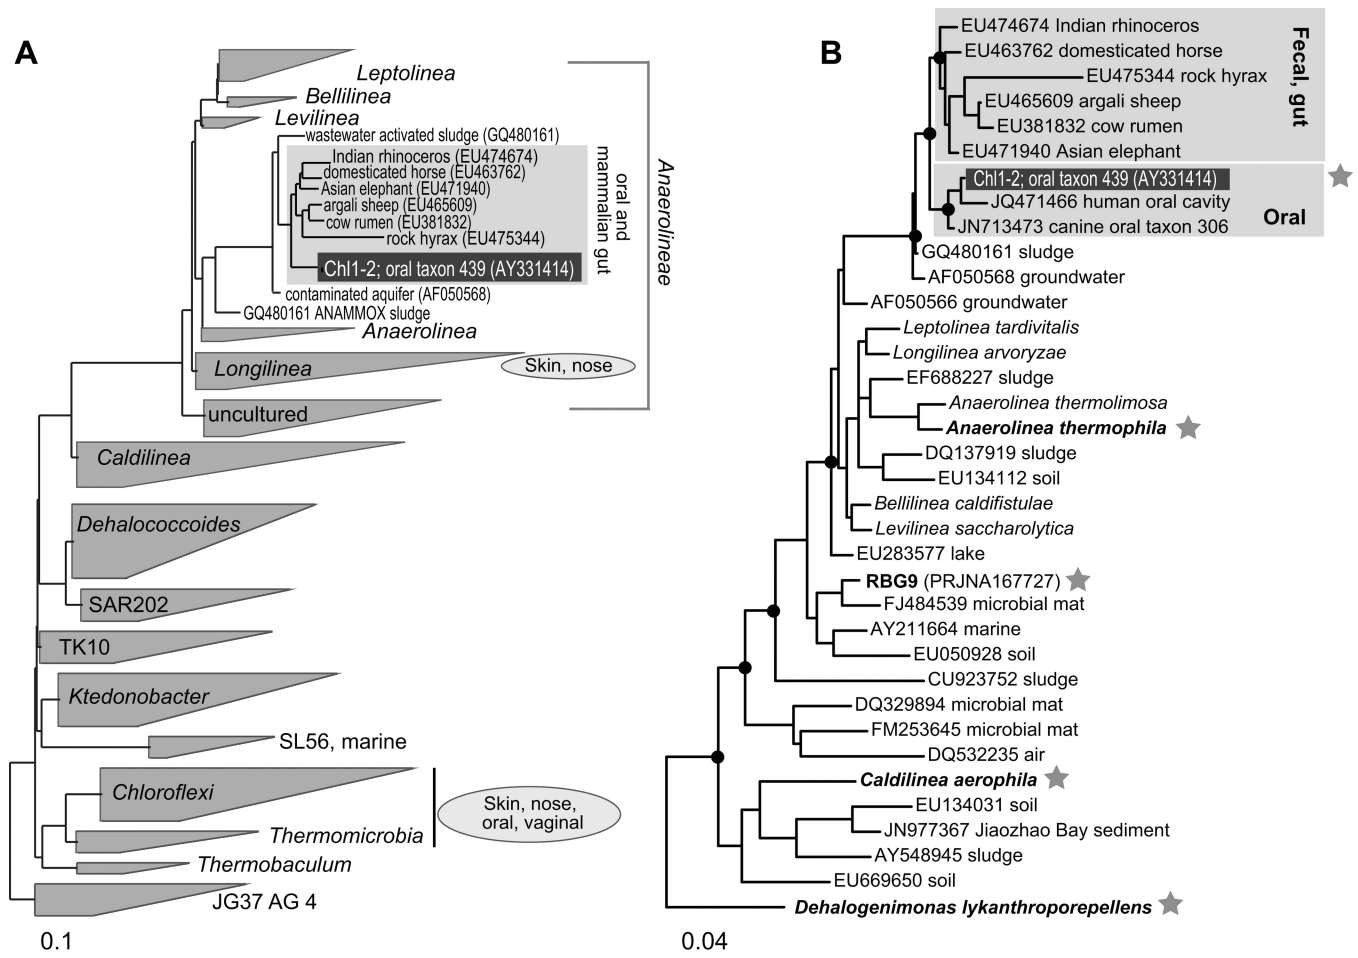 A
Leptolinea
Bellilinea
Levilinea
wastewater activated sludge (GQ480161)
Indian rhinoceros (EU474674)
domesticated horse (EU463762)
Asian elephant (EU471940)
argali sheep (EU465609)
cow rumen (EU381832)
rock hyrax (EU475344)
Chl1-2; oral taxon 439 (AY331414)
oral and
mammalian gut
contaminated aquifer (AF050568)
GQ480161 ANAMMOX sludge
Anaerolinea
Longilinea
Skin, nose
uncultured
Anaerolineae
Caldilinea
Dehalococcoides
SAR202
TK10
Ktedonobacter
SL56, marine
Chloroflexi
Thermomicrobia
Skin, nose,
oral, vaginal
Thermobaculum
JG37 AG 4
0.1
B
EU474674 Indian rhinoceros
EU463762 domesticated horse
EU475344 rock hyrax
EU465609 argali sheep
EU381832 cow rumen
EU471940 Asian elephant
Fecal, gut
Chl1-2; oral taxon 439 (AY331414)
JQ471466 human oral cavity
JN713473 canine oral taxon 306
Oral
GQ480161 sludge
AF050568 groundwater
AF050566 groundwater
Leptolinea tardivitalis
Longilinea arvoryzae
EF688227 sludge
Anaerolinea thermolimosa
Anaerolinea thermophila
DQ137919 sludge
EU134112 soil
Bellilinea caldifistulae
Levilinea saccharolytica
EU283577 lake
RBG9 (PRJNA167727)
FJ484539 microbial mat
AY211664 marine
EU050928 soil
CU923752 sludge
DQ329894 microbial mat
FM253645 microbial mat
DQ532235 air
Caldilinea aerophila
EU134031 soil
JN977367 Jiaozhao Bay sediment
AY548945 sludge
EU669650 soil
Dehalogenimonas lykanthroporepellens
0.04